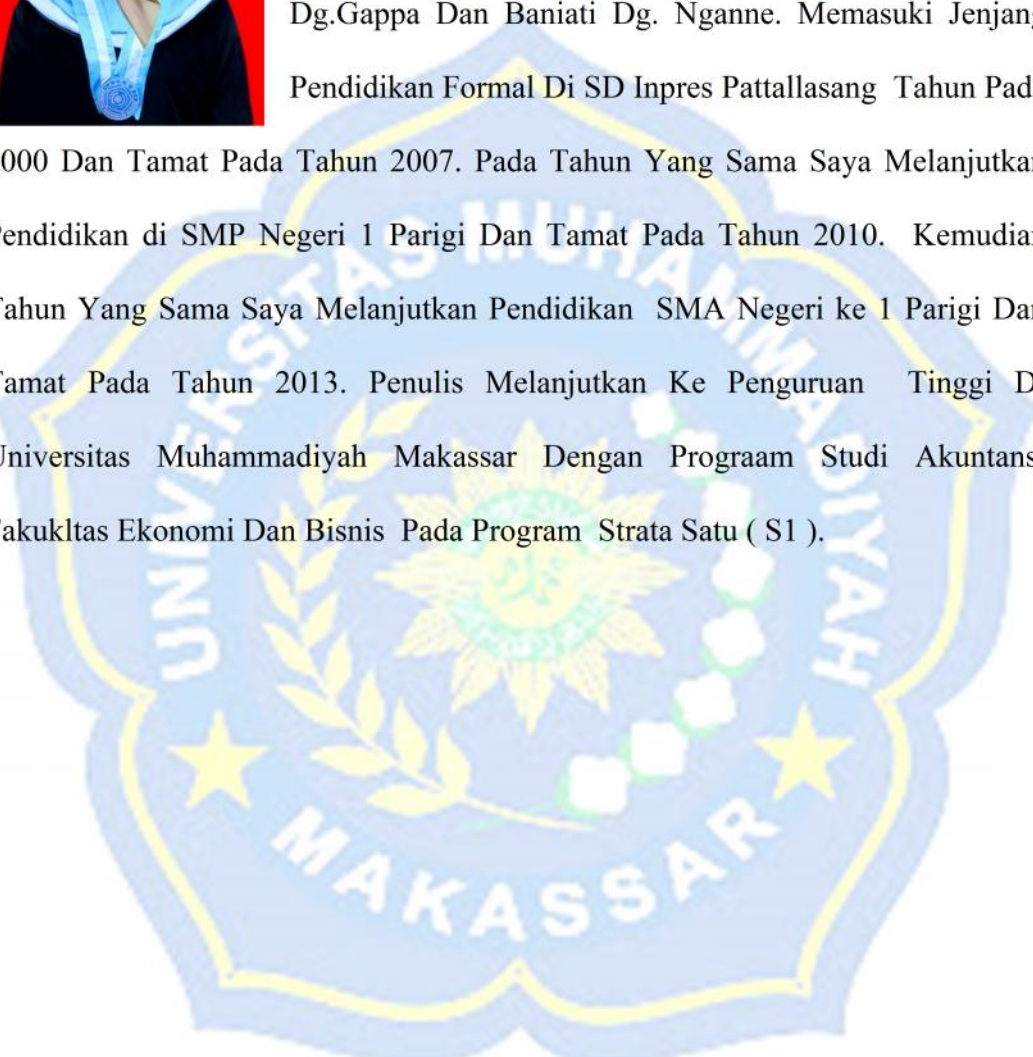 Dg.Gappa Dan Baniati Dg. Nganne. Memasuki Jenjang
Pendidikan Formal Di SD Inpres Pattallasang Tahun Pad
000 Dan Tamat Pada Tahun 2007. Pada Tahun Yang Sama Saya Melanjutkan
Pendidikan di SMP Negeri 1 Parigi Dan Tamat Pada Tahun 2010. Kemudian
Tahun Yang Sama Saya Melanjutkan Pendidikan SMA Negeri ke 1 Parigi Dan
Tamat Pada Tahun 2013. Penulis Melanjutkan Ke Penguruan Tinggi D
Universitas Muhammadiyah Makassar Dengan Prograam Studi Akuntans
Fakukltas Ekonomi Dan Bisnis Pada Program Strata Satu ( S1 ).
UNIVERSITAS MUHAMMADIYAH
MAKASSAR